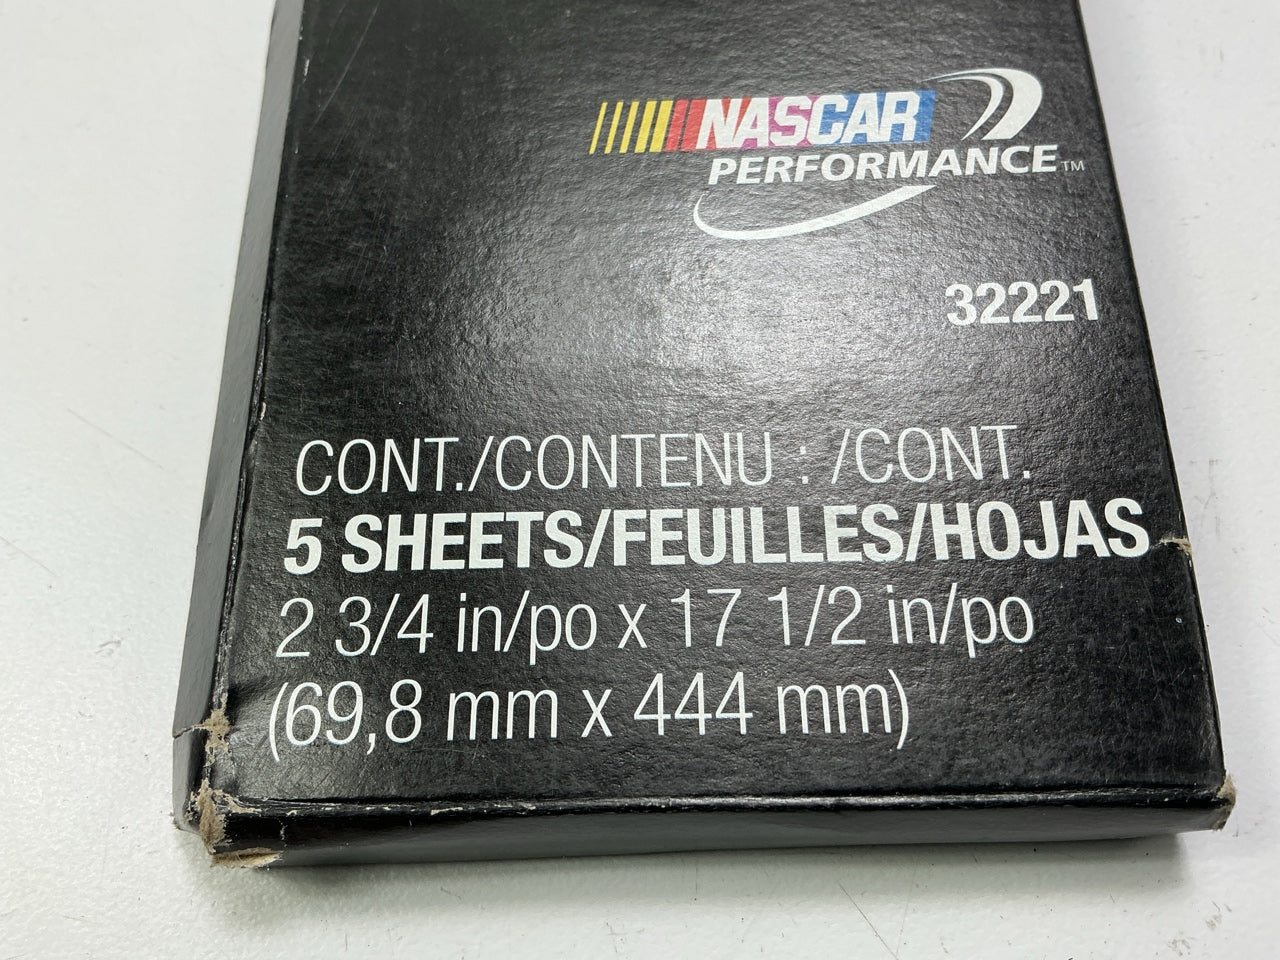 NASCAR
PERFORMANCE™
32221
CONT./CONTENU : /CONT.
5 SHEETS/FEUILLES/HOJAS
2 3/4 in/po x 17 1/2 in/po
(69,8 mm x 444 mm)